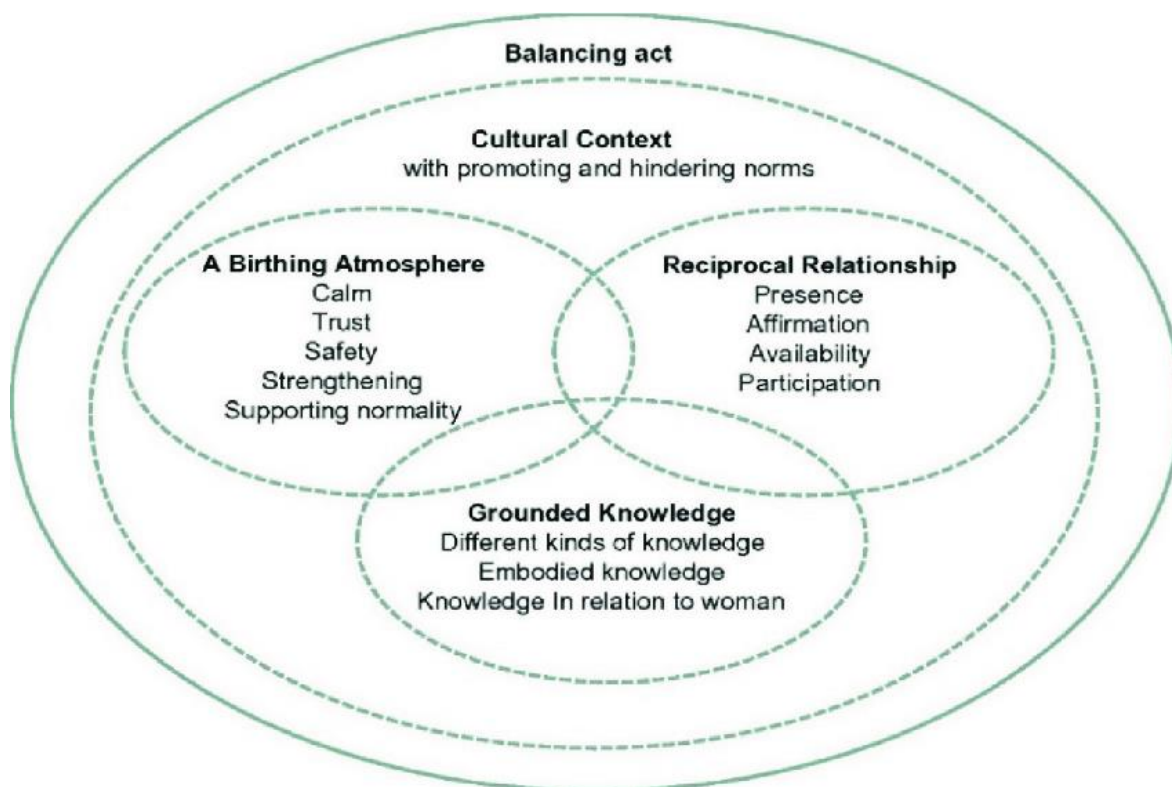 Balancing act
Cultural Context
with promoting and hindering norms
A Birthing Atmosphere
Calm
Trust
Safety
Strengthening
Supporting normality
Reciprocal Relationship
Presence
Affirmation
Availability
Participation
Grounded Knowledge
Different kinds of knowledge
Embodied knowledge
Knowledge In relation to woman